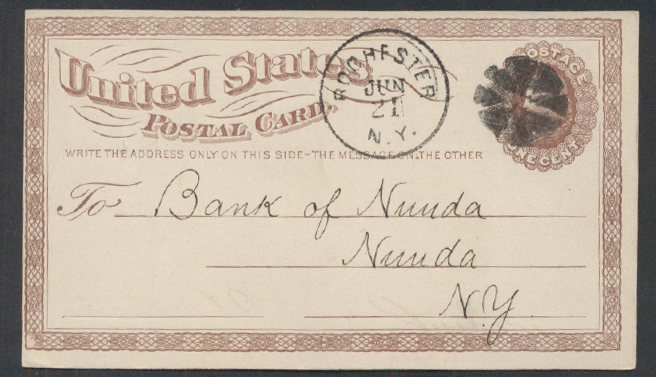 United States
POSTAL CARD.
ROCHESTER
JUN
21
N.Y.
POSTAGE
ONE CENT
WRITE THE ADDRESS ONLY ON THIS SIDE-THE MESSAGE ON THE OTHER
To Bank of Nunda
Nunda
N.Y.